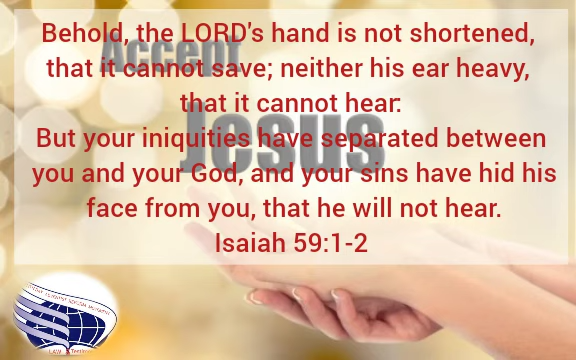 Behold, the LORD's hand is not shortened,
Accept
that it cannot save; neither his ear heavy,
that it cannot hear:
Jesus
But your iniquities have separated between
you and your God, and your sins have hid his
face from you, that he will not hear.
Isaiah 59:1-2
LAW